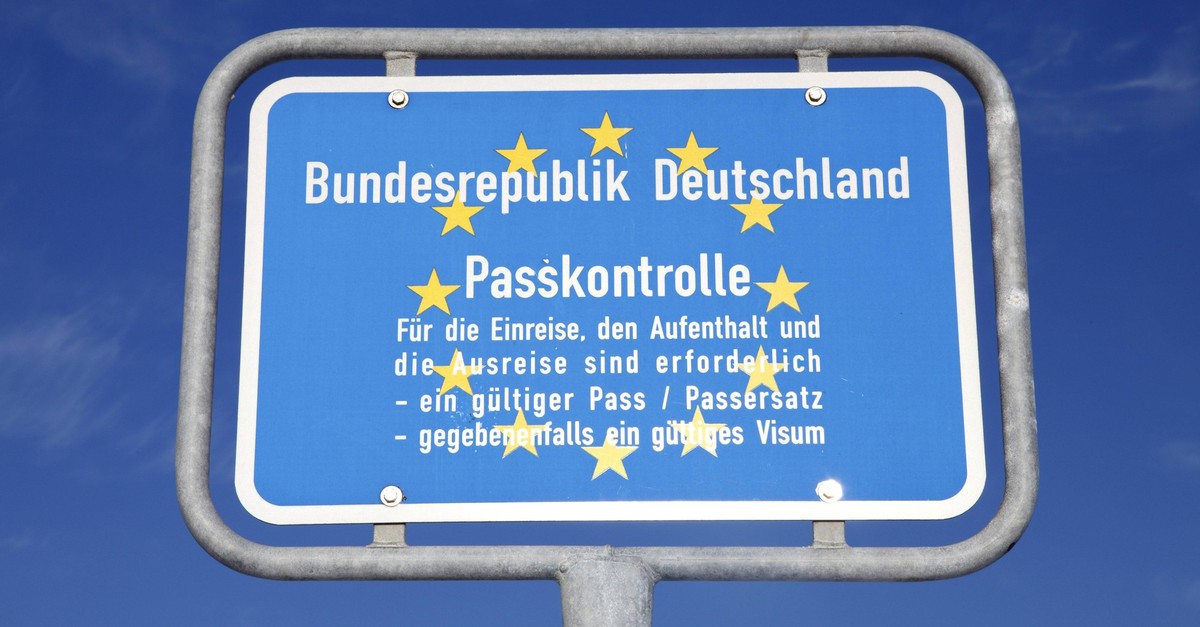 Bundesrepublik Deutschland
Passkontrolle
Für die Einreise, den Aufenthalt und
die Ausreise sind erforderlich
- ein gültiger Pass / Passersatz
- gegebenenfalls ein gültiges Visum